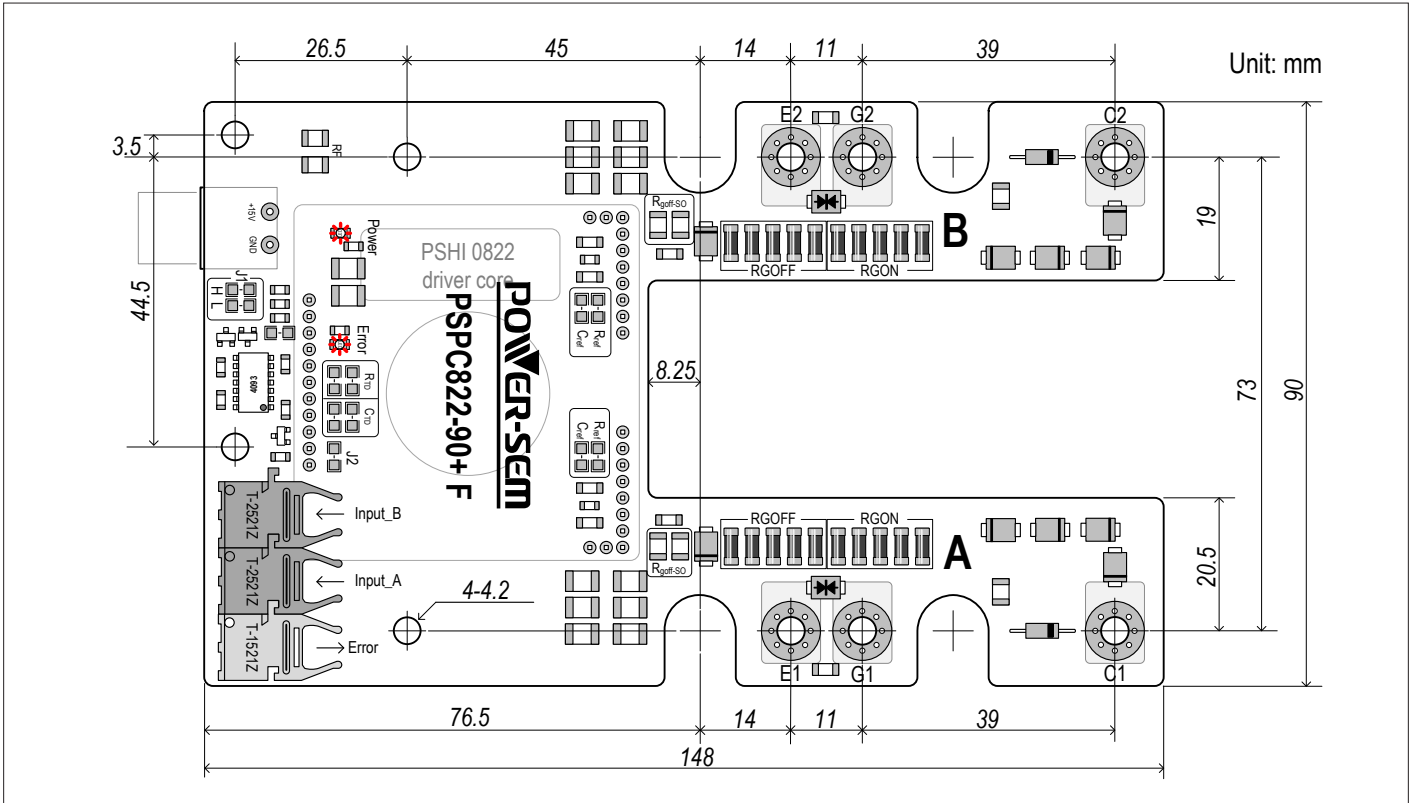 26.5
45
14
11
39
Unit: mm
3.5
E2
G2
C2
RF
+15V
GND
Power
PSHI 0822
driver core
Rgoff-SO
B
19
RGOFF
RGON
J1
H
L
44.5
Error
4093
Cref
Rref
POWER-SEM
PSPC822-90+ F
8.25
73
90
RTD
CTD
J2
Cref
Rref
T-2521Z
Input_B
T-2521Z
Input_A
T-1521Z
Error
4-4.2
RGOFF
RGON
A
Rgoff-SO
20.5
E1
G1
C1
76.5
14
11
39
148